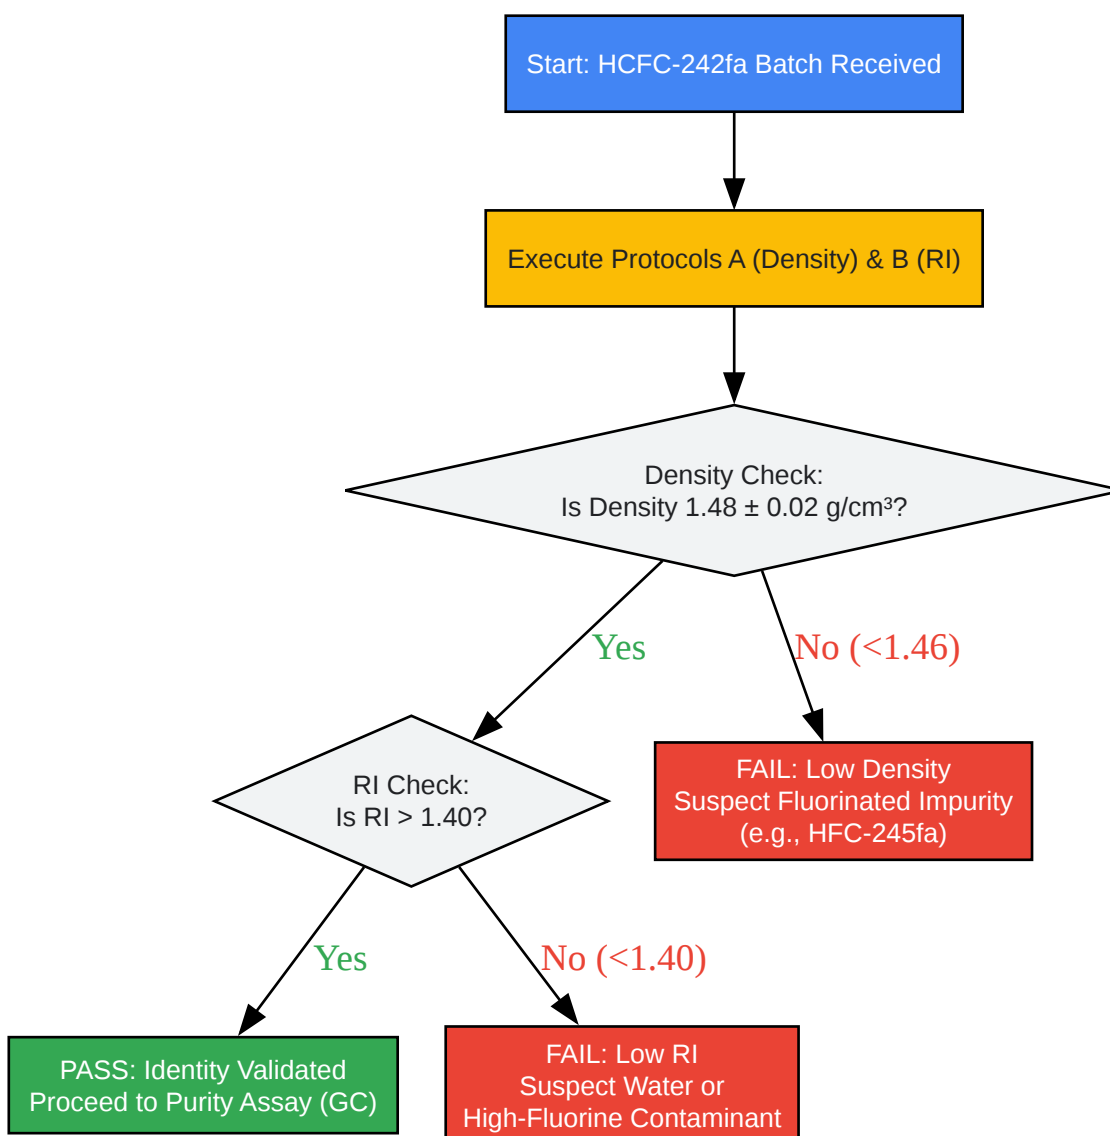 Start: HCFC-242fa Batch Received
Execute Protocols A (Density) & B (RI)
Density Check:
Is Density 1.48 ± 0.02 g/cm³?
Yes
No (<1.46)
RI Check:
Is RI > 1.40?
FAIL: Low Density
Suspect Fluorinated Impurity
(e.g., HFC-245fa)
Yes
No (<1.40)
PASS: Identity Validated
Proceed to Purity Assay (GC)
FAIL: Low RI
Suspect Water or
High-Fluorine Contaminant